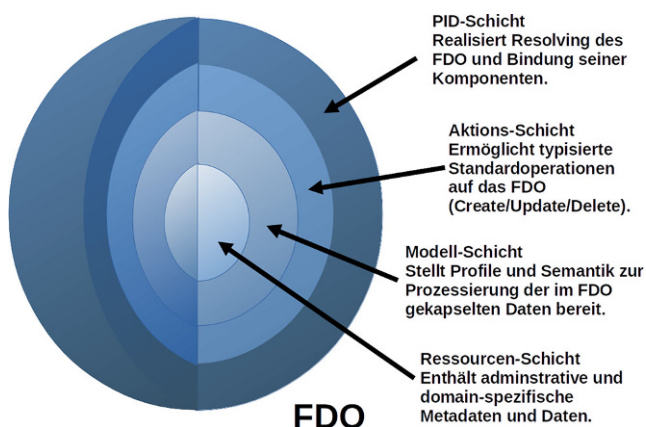 PID-Schicht
Realisiert Resolving des
FDO und Bindung seiner
Komponenten.
Aktions-Schicht
Ermöglicht typisierte
Standardoperationen
auf das FDO
(Create/Update/Delete).
Modell-Schicht
Stellt Profile und Semantik zur
Prozessierung der im FDO
gekapselten Daten bereit.
Ressourcen-Schicht
Enthält adminstrative und
domain-spezifische
Metadaten und Daten.
FDO